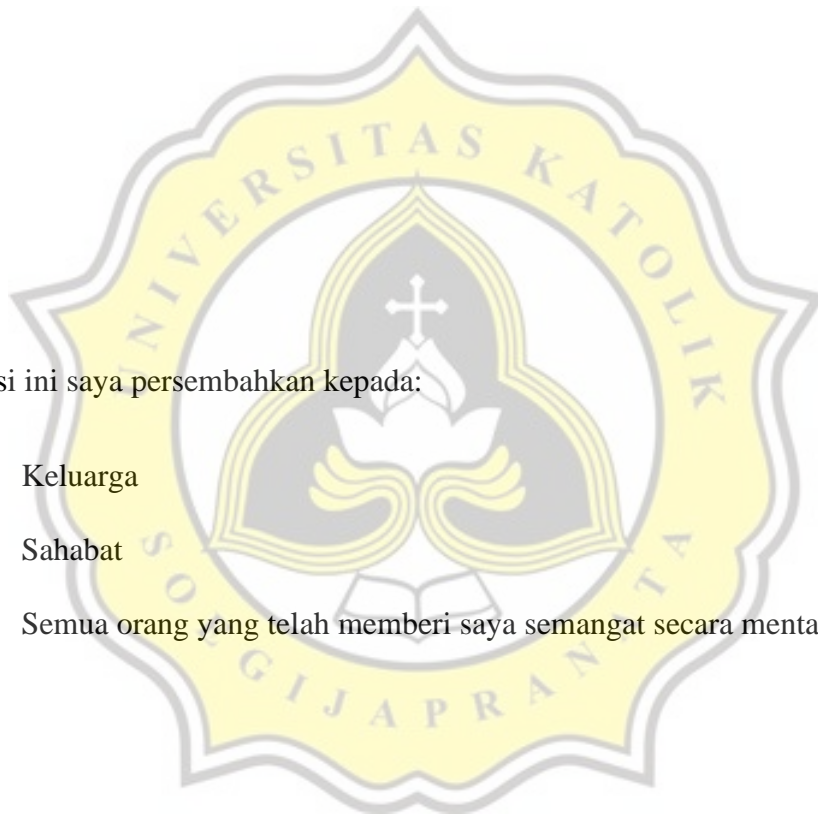 UNIVERSITAS KATOLIK
si ini saya persembahkan kepada:
Keluarga
Sahabat
Semua orang yang telah memberi saya semangat secara menta
SOEGIJAPRANATA